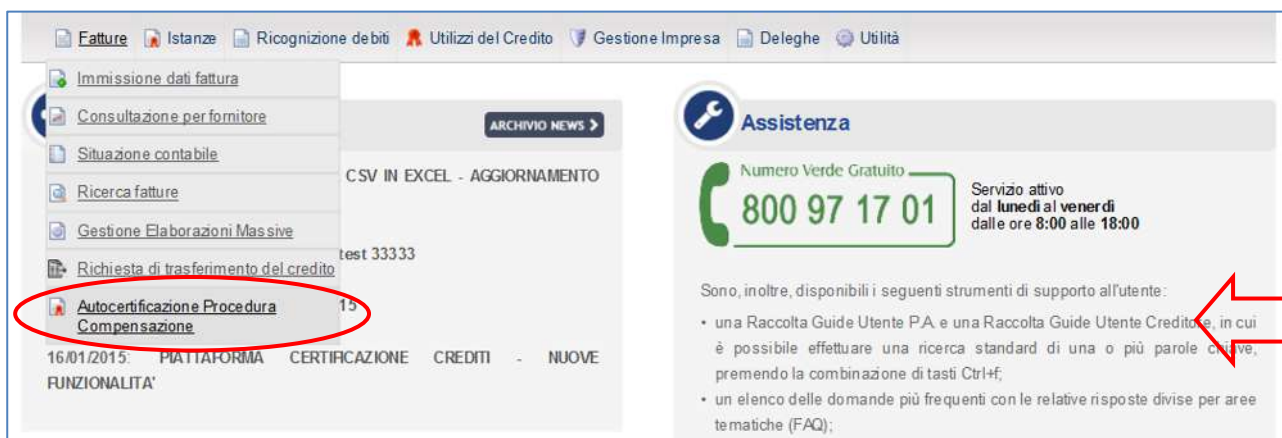 Fatture Istanze Ricognizione debiti Utilizzi del Credito Gestione Impresa Deleghe Utilità
Immissione dati fattura
Consultazione per fornitore
Situazione contabile
Ricerca fatture
Gestione Elaborazioni Massive
Richiesta di trasferimento del credito
Autocertificazione Procedura
Compensazione
ARCHIVIO NEWS
CSV IN EXCEL - AGGIORNAMENTO
test 33333
15
16/01/2015: PIATTAFORMA CERTIFICAZIONE CREDITI - NUOVE
FUNZIONALITA'
Assistenza
Numero Verde Gratuito
800 97 17 01
Servizio attivo
dal lunedì al venerdì
dalle ore 8:00 alle 18:00
Sono, inoltre, disponibili i seguenti strumenti di supporto all'utente:
• una Raccolta Guide Utente P.A. e una Raccolta Guide Utente Creditore, in cui
è possibile effettuare una ricerca standard di una o più parole chiave,
premendo la combinazione di tasti Ctrl+f;
• un elenco delle domande più frequenti con le relative risposte divise per aree
tematiche (FAQ);